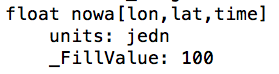 float nowa[lon,lat,time]
units: jedn
_FillValue: 100